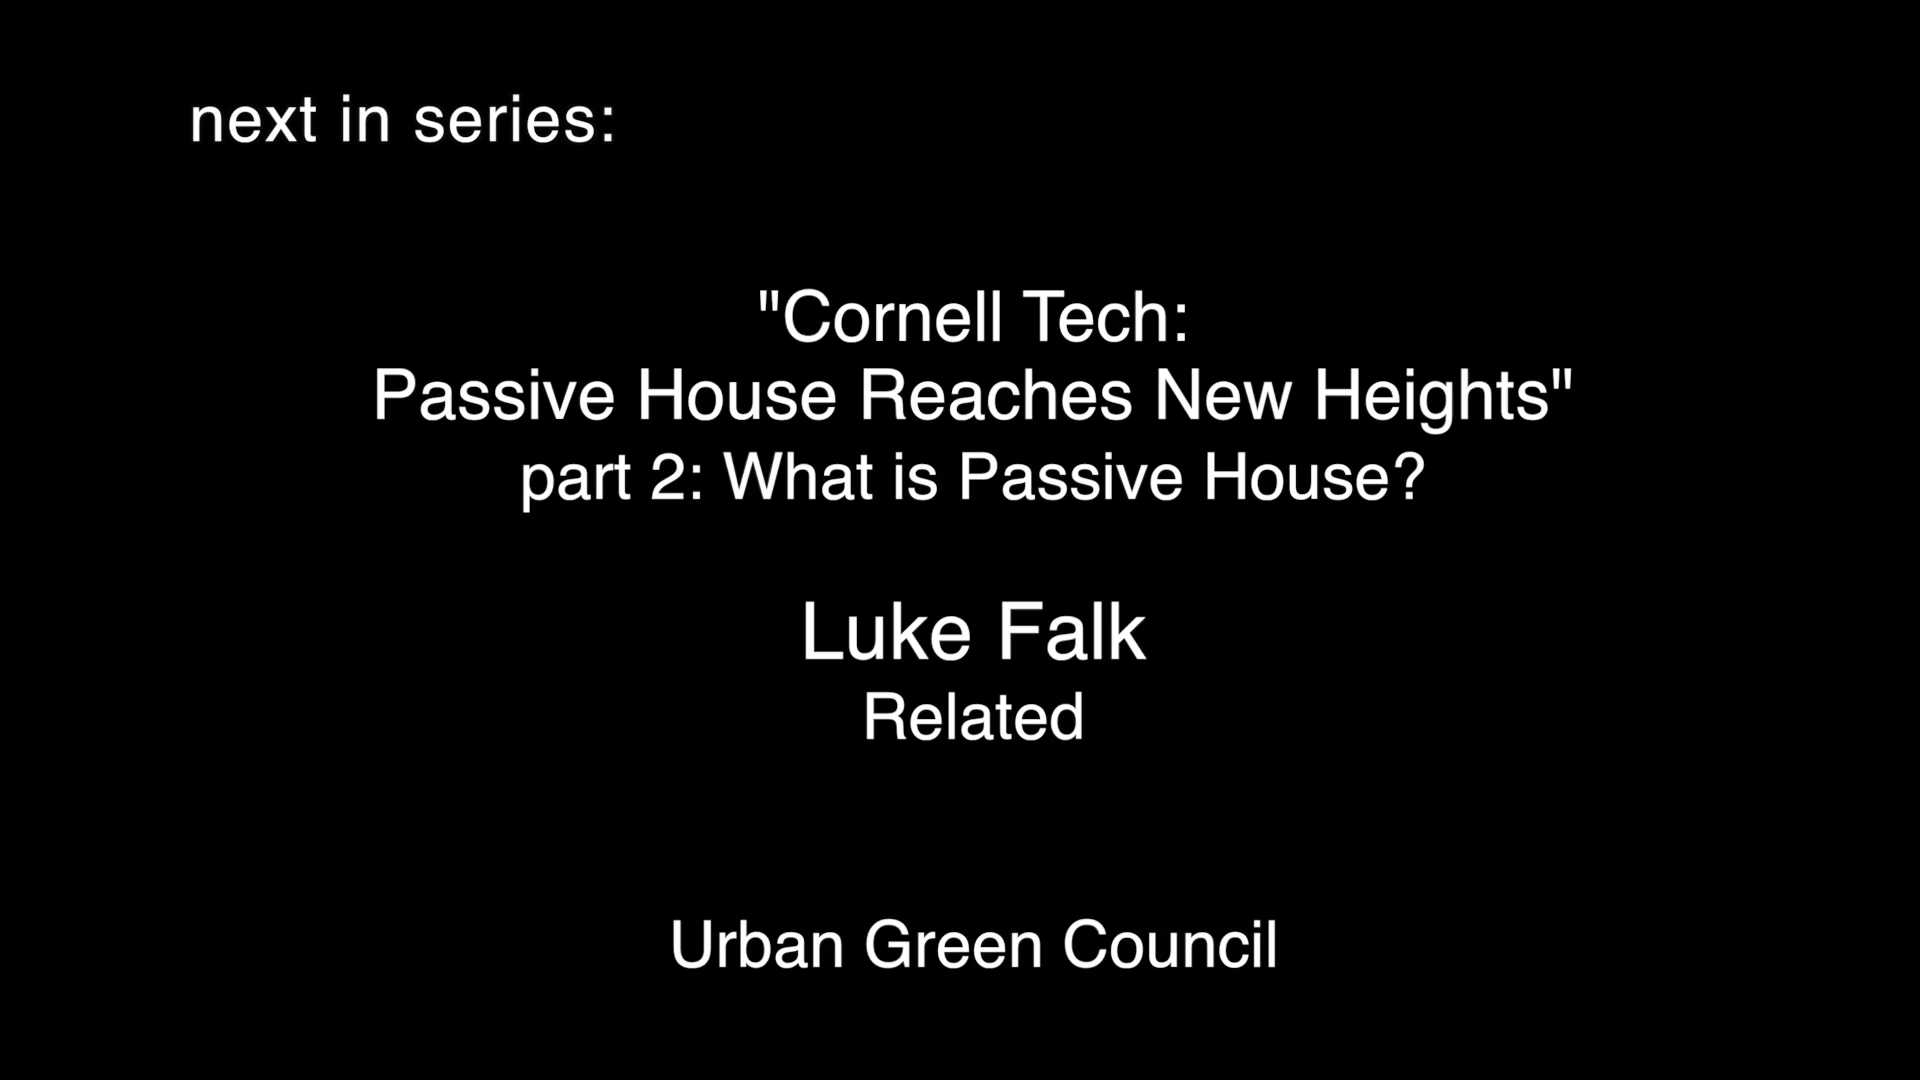 next in series:
"Cornell Tech:
Passive House Reaches New Heights"
part 2: What is Passive House?
Luke Falk
Related
Urban Green Council